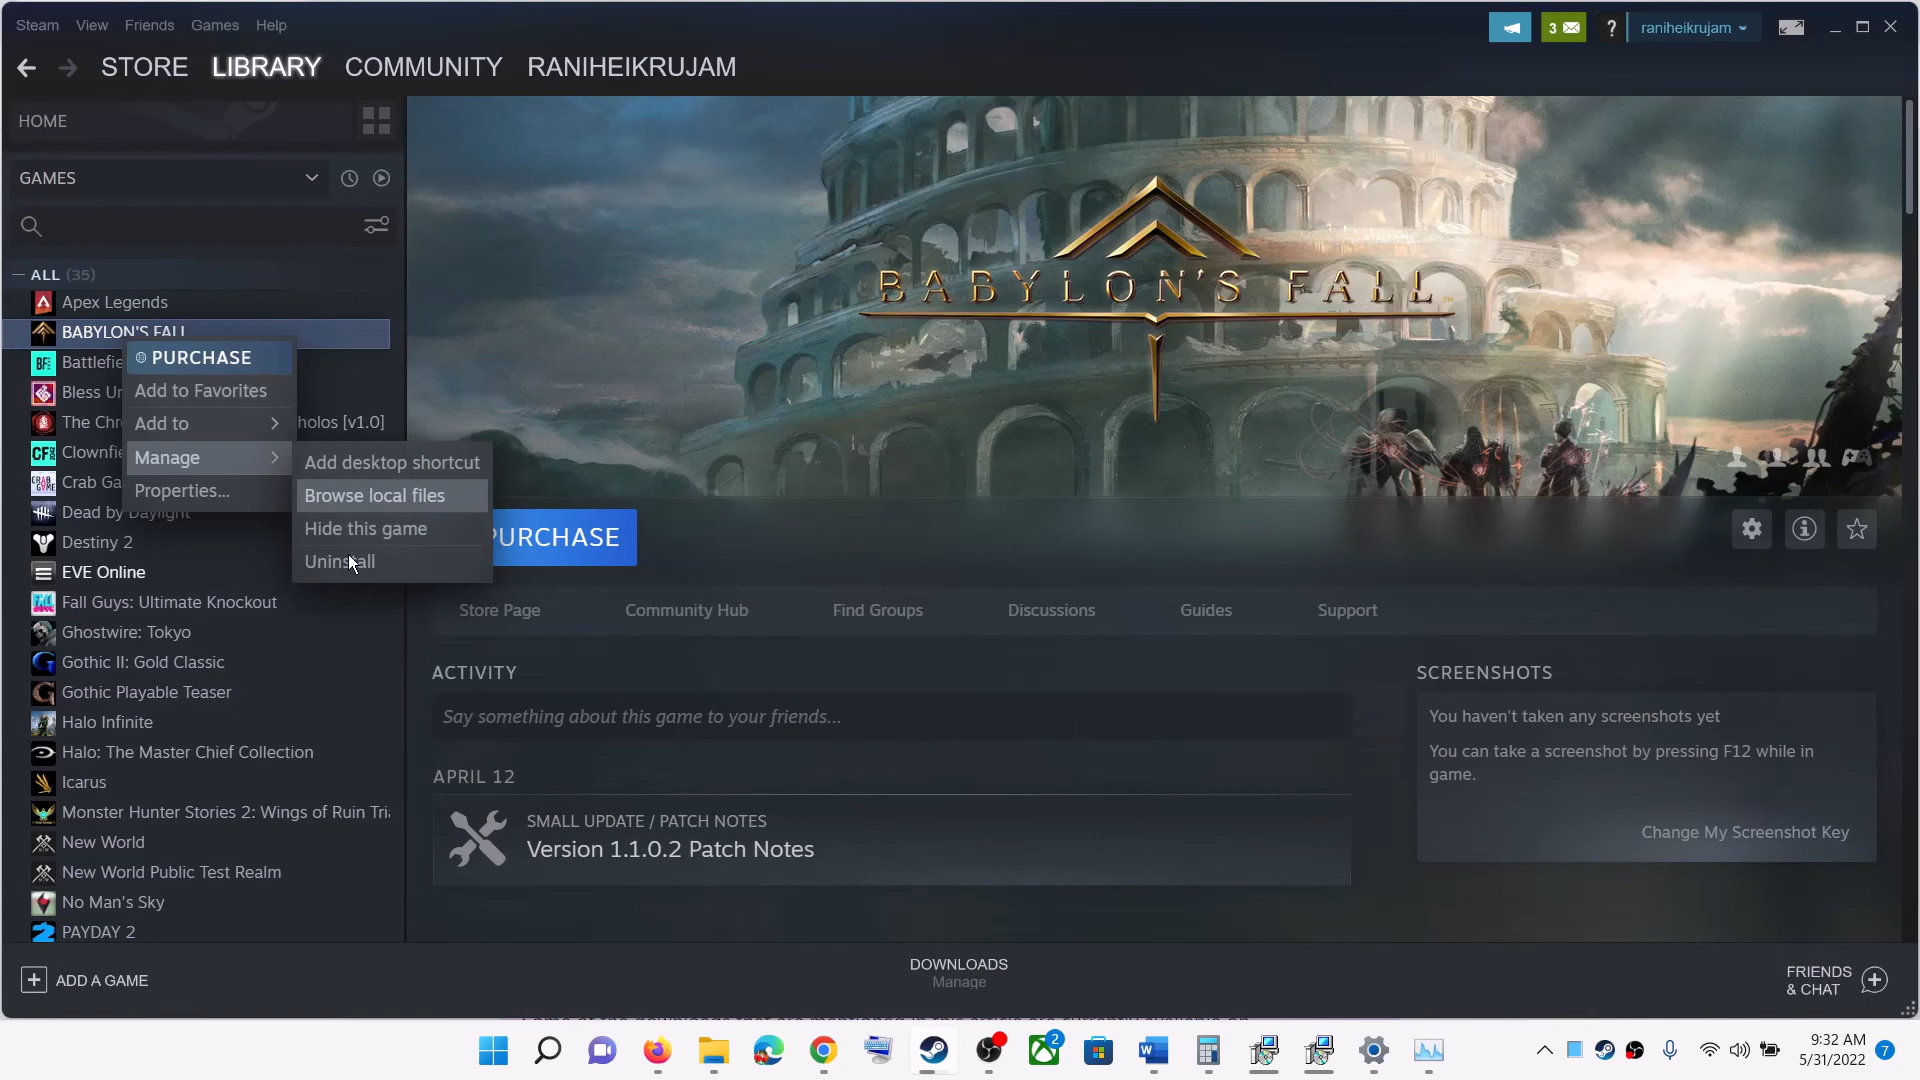 Steam View Friends Games Help
3
?
raniheikrujam
STORE LIBRARY COMMUNITY RANIHEIKRUJAM
HOME
GAMES
ALL (35)
Apex Legends
BABYLON'S FALL
PURCHASE
Add to Favorites
Add to
Manage
Properties...
Add desktop shortcut
Browse local files
Hide this game
Uninstall
Battlefie
Bless Un
The Chr
holos [v1.0]
Clownfie
Crab Ga
Dead by Daylight
Destiny 2
EVE Online
Fall Guys: Ultimate Knockout
Ghostwire: Tokyo
Gothic II: Gold Classic
Gothic Playable Teaser
Halo Infinite
Halo: The Master Chief Collection
Icarus
Monster Hunter Stories 2: Wings of Ruin Tri
New World
New World Public Test Realm
No Man's Sky
PAYDAY 2
ADD A GAME
BABYLON'S FALL
PURCHASE
Store Page Community Hub Find Groups Discussions Guides Support
ACTIVITY
Say something about this game to your friends...
APRIL 12
SMALL UPDATE / PATCH NOTES
Version 1.1.0.2 Patch Notes
SCREENSHOTS
You haven't taken any screenshots yet
You can take a screenshot by pressing F12 while in
game.
Change My Screenshot Key
DOWNLOADS
Manage
FRIENDS
& CHAT
2
9:32 AM
5/31/2022
7